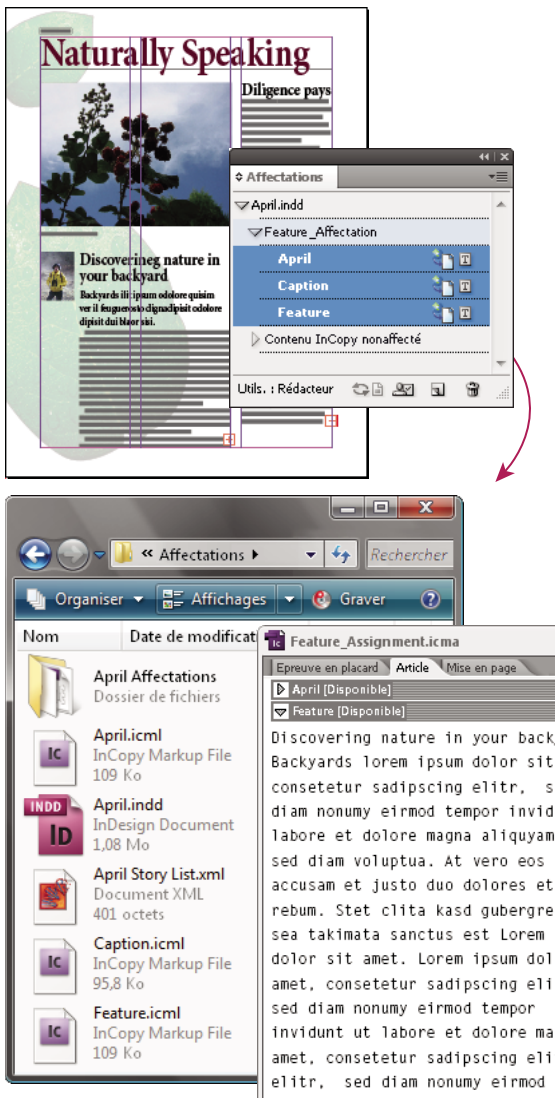 Naturally Speaking
Diligence pays
Discoverineg nature in
your backyard
Backyards ili ipsum odolore quisim
ver il feuguerosto dignadipisit odolore
dipisit dui blaor sisi.
Affectations
April.indd
Feature_Affectation
April
Caption
Feature
Contenu InCopy nonaffecté
Utils. : Rédacteur
« Affectations
Rechercher
Organiser
Affichages
Graver
?
Nom
Date de modificat
April Affectations
Dossier de fichiers
Ic
April.icml
InCopy Markup File
109 Ko
INDD
ID
April.indd
InDesign Document
1,08 Mo
April Story List.xml
Document XML
401 octets
Ic
Caption.icml
InCopy Markup File
95,8 Ko
Ic
Feature.icml
InCopy Markup File
109 Ko
Ic
Feature_Assignment.icma
Epreuve en placard
Article
Mise en page
April [Disponible]
Feature [Disponible]
Discovering nature in your back
Backyards lorem ipsum dolor sit
consetetur sadipscing elitr, s
diam nonumy eirmod tempor invid
labore et dolore magna aliquyam
sed diam voluptua. At vero eos
accusam et justo duo dolores et
rebum. Stet clita kasd gubergre
sea takimata sanctus est Lorem
dolor sit amet. Lorem ipsum dol
amet, consetetur sadipscing eli
sed diam nonumy eirmod tempor
invidunt ut labore et dolore ma
amet, consetetur sadipscing eli
elitr, sed diam nonumy eirmod